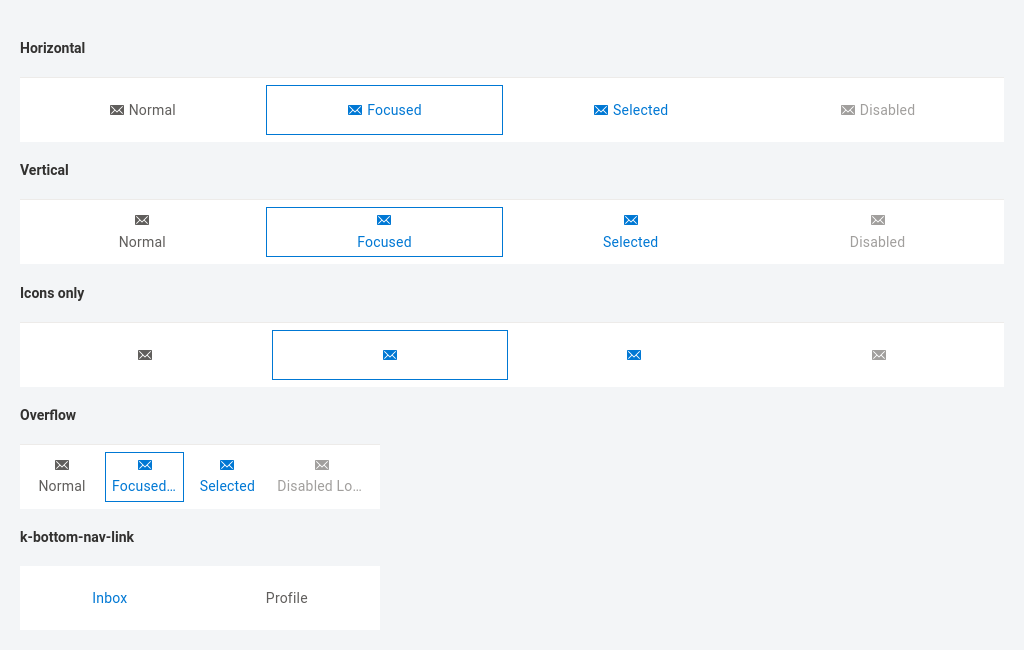 Horizontal
Normal Focused Selected Disabled
Vertical
Normal Focused Selected Disabled
Icons only
Overflow
Normal Focused… Selected Disabled Lo…
k-bottom-nav-link
Inbox Profile